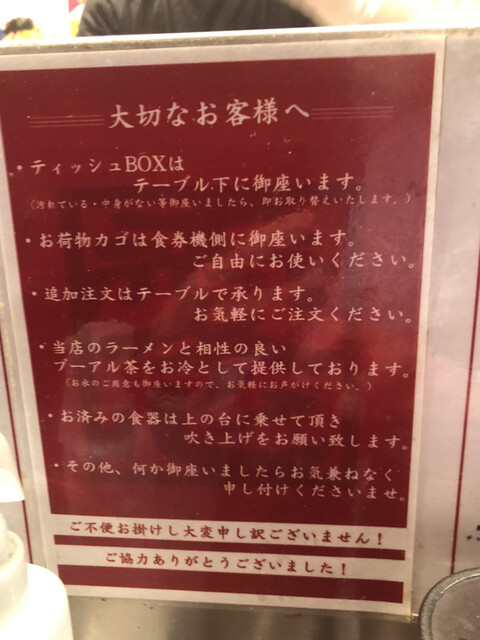 大切なお客様へ
・ティッシュBOXは
テーブル下に御座います。
(汚れている・中身がない等御座いましたら、即お取り替えいたします。)
・お荷物カゴは食券機側に御座います。
ご自由にお使いください。
・追加注文はテーブルで承ります。
お気軽にご注文ください。
・当店のラーメンと相性の良い
プーアル茶をお冷として提供しております。
(お水のご用意も御座いますので、お気軽にお声がけください。)
・お済みの食器は上の台に乗せて頂き
吹き上げをお願い致します。
・その他、何か御座いましたらお気兼ねなく
申し付けくださいませ。
ご不便お掛けし大変申し訳ございません!
ご協力ありがとうございました!